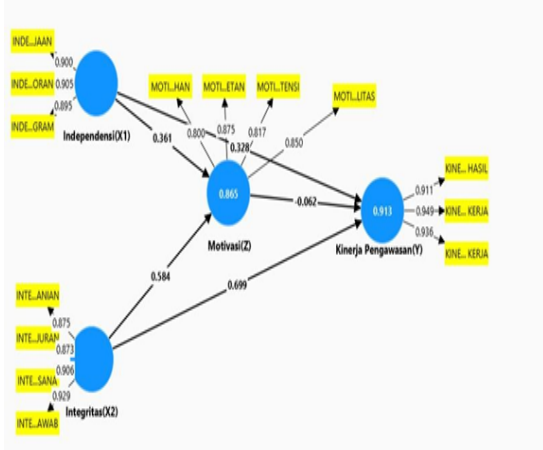 INDE...JAAN
0.900
INDE...ORAN
0.905
0.895
INDE...GRAM
Independensi(X1)
MOTI...HAN
MOTI...ETAN
MOTI...TENSI
MOTI...LITAS
0.800
0.875
0.817
0.850
0.361
0.328
0.865
Motivasi(Z)
-0.062
0.913
Kinerja Pengawasan(Y)
0.911
KINE... HASIL
0.949
KINE... KERJA
0.936
KINE... KERJA
0.584
0.699
INTE...ANIAN
0.875
INTE...JURAN
0.873
0.906
INTE...SANA
0.929
INTE...AWAB
Integritas(X2)